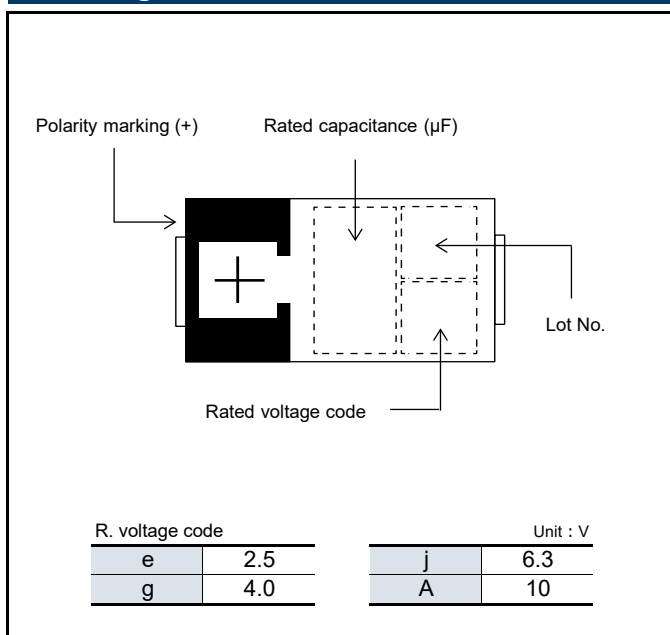 Polarity marking (+) Rated capacitance (μF)
+
Lot No.
Rated voltage code
R. voltage code Unit : V
e 2.5 j 6.3
g 4.0 A 10